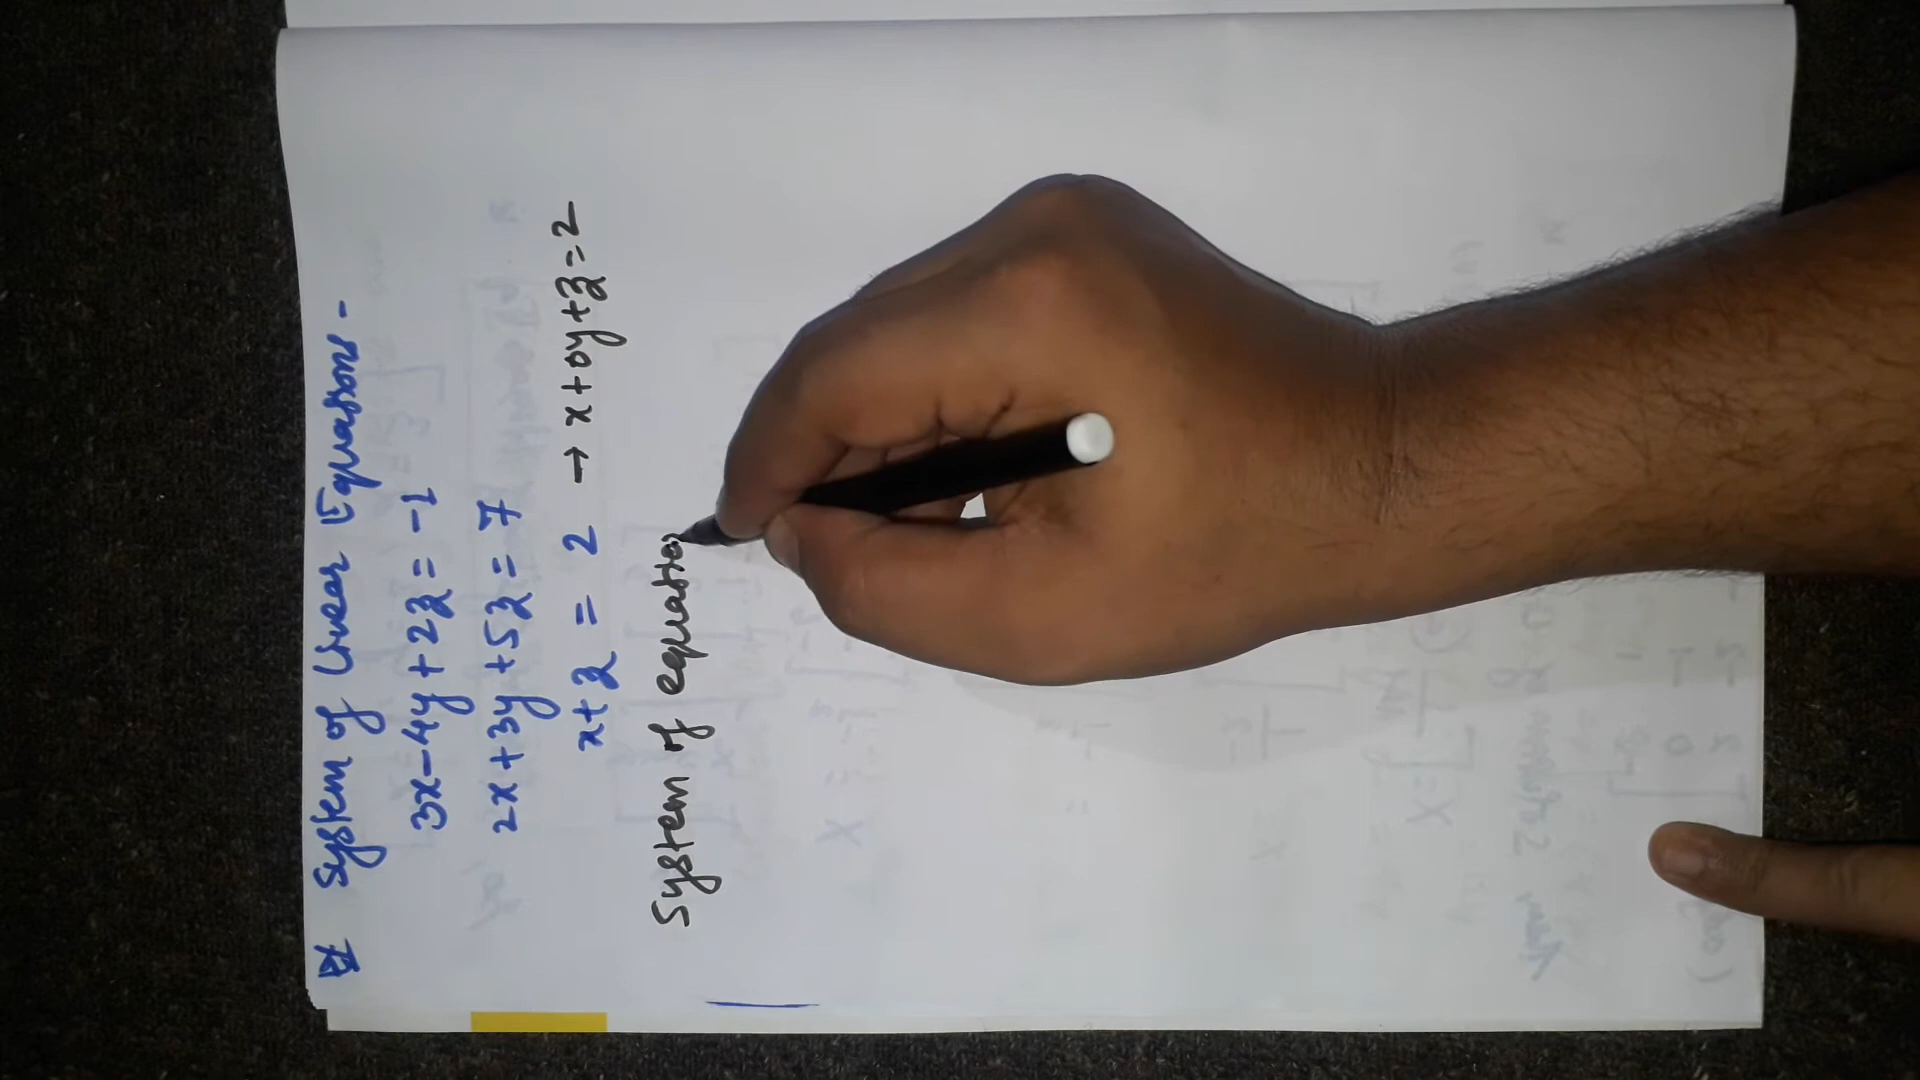 System of Linear Equations -
3x-4y+2z=-1
2x+3y+5z=7
x+z = 2 → x+0y+z=2
System of equation